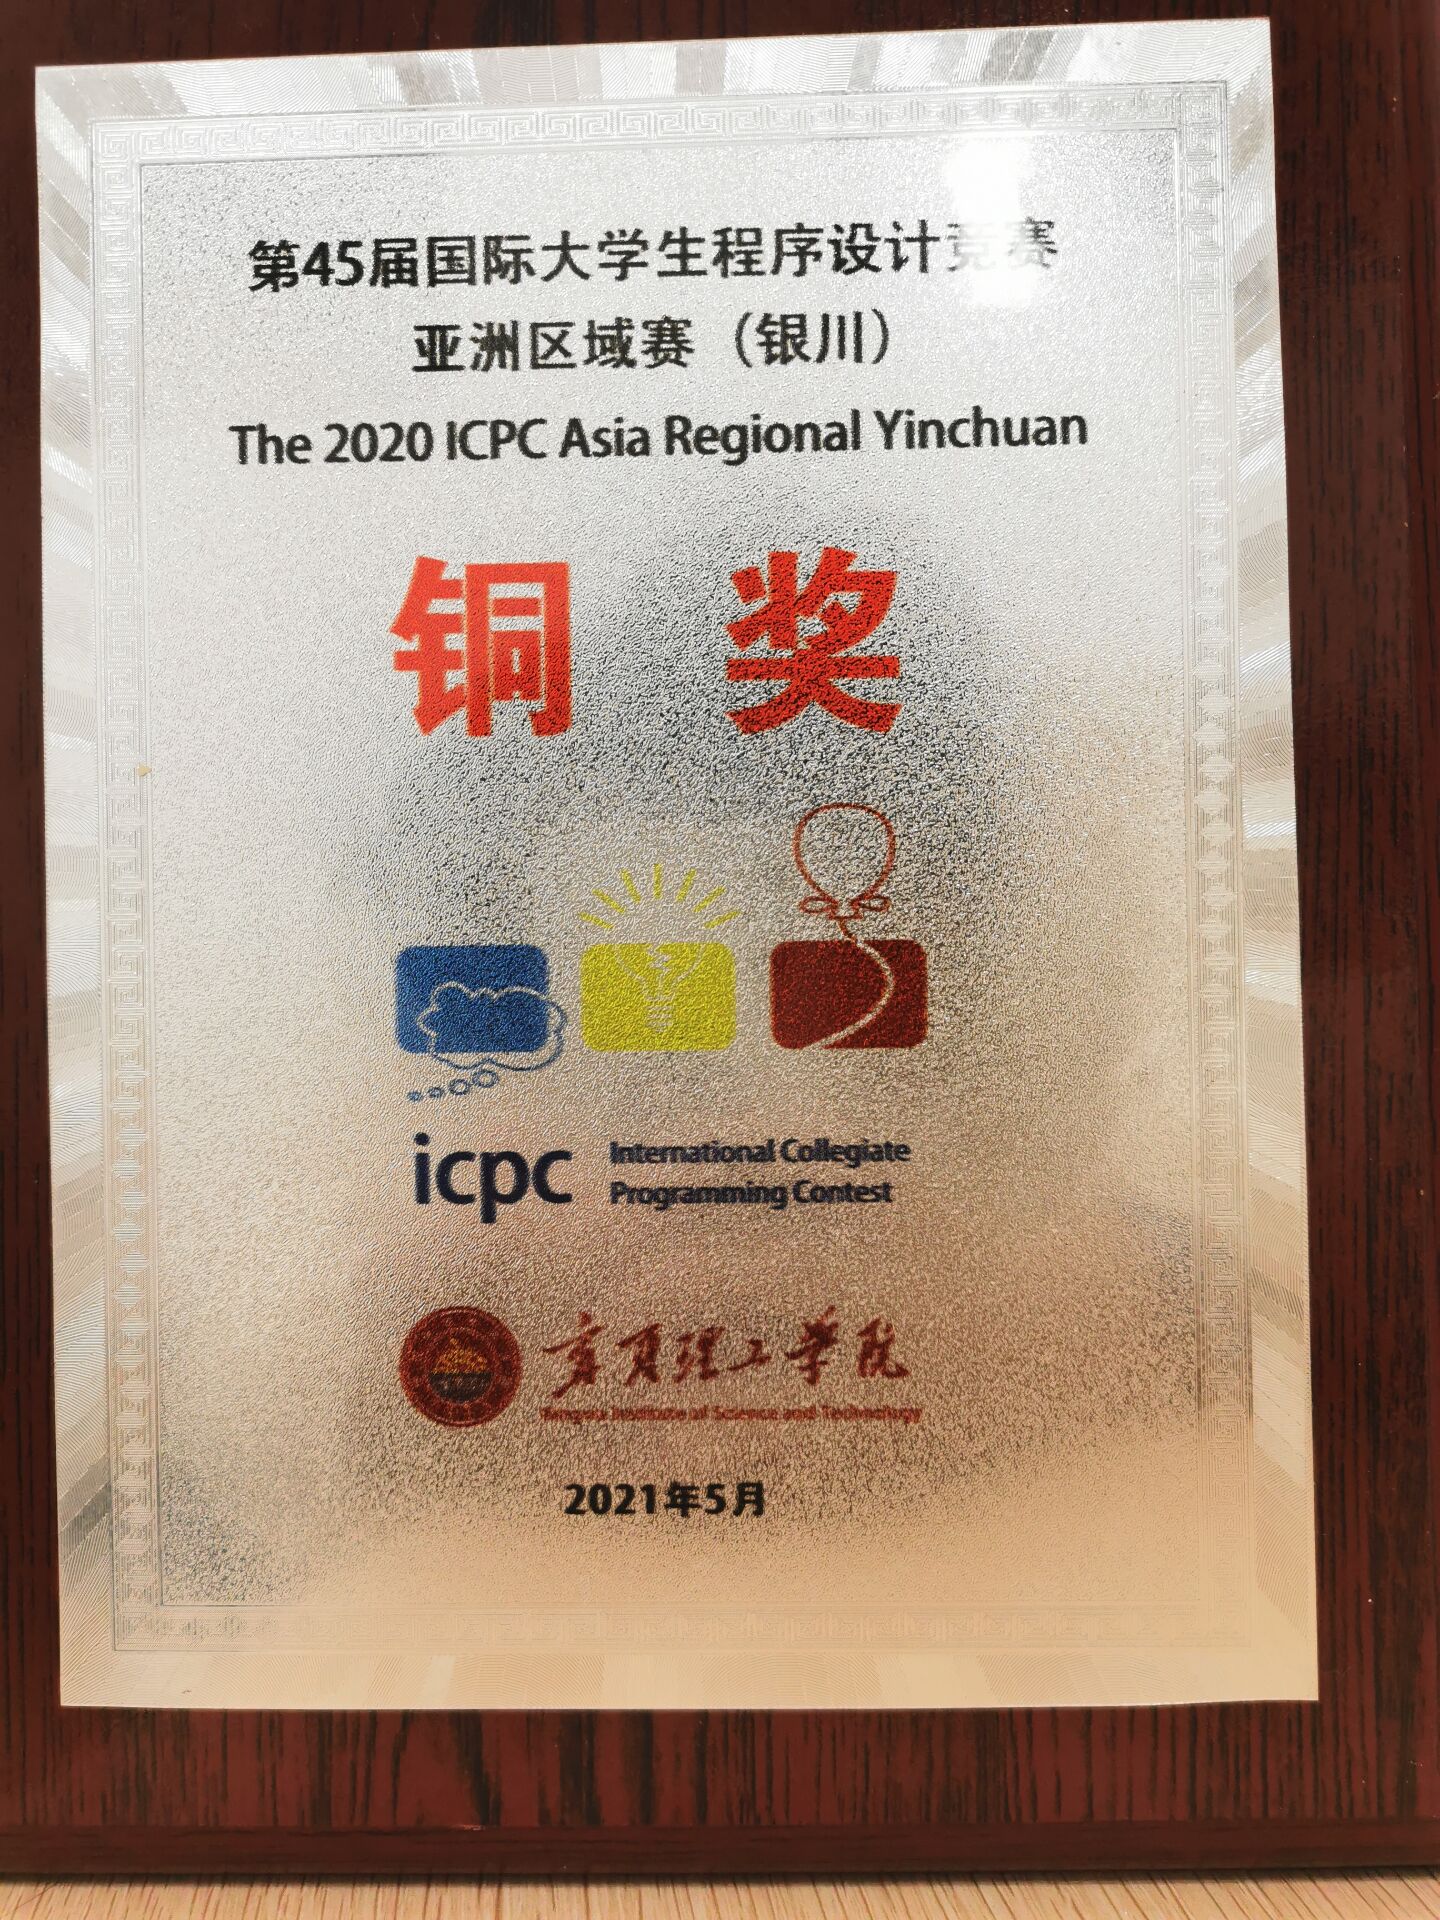 第45届国际大学生程序设计竞赛
亚洲区域赛（银川）
The 2020 ICPC Asia Regional Yinchuan
铜 奖
icpc
International Collegiate
Programming Contest
宁夏理工学院
Ningxia Institute of Science and Technology
2021年5月